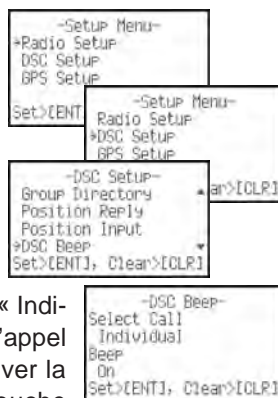 -Setup Menu-
→Radio Setup
DSC Setup
GPS Setup
Set>[ENT
-Setup Menu-
Radio Setup
→DSC Setup
GPS Setup
ar>[CLR]
-DSC Setup-
Group Directory ▲
Position Reply
Position Input
→DSC Beep ▼
Set>[ENT], Clear>[CLR]
« Indi-
’appel
ver la
-DSC Beep-
Select Call
Individual
Beep
On
Set>[ENT], Clear>[CLR]